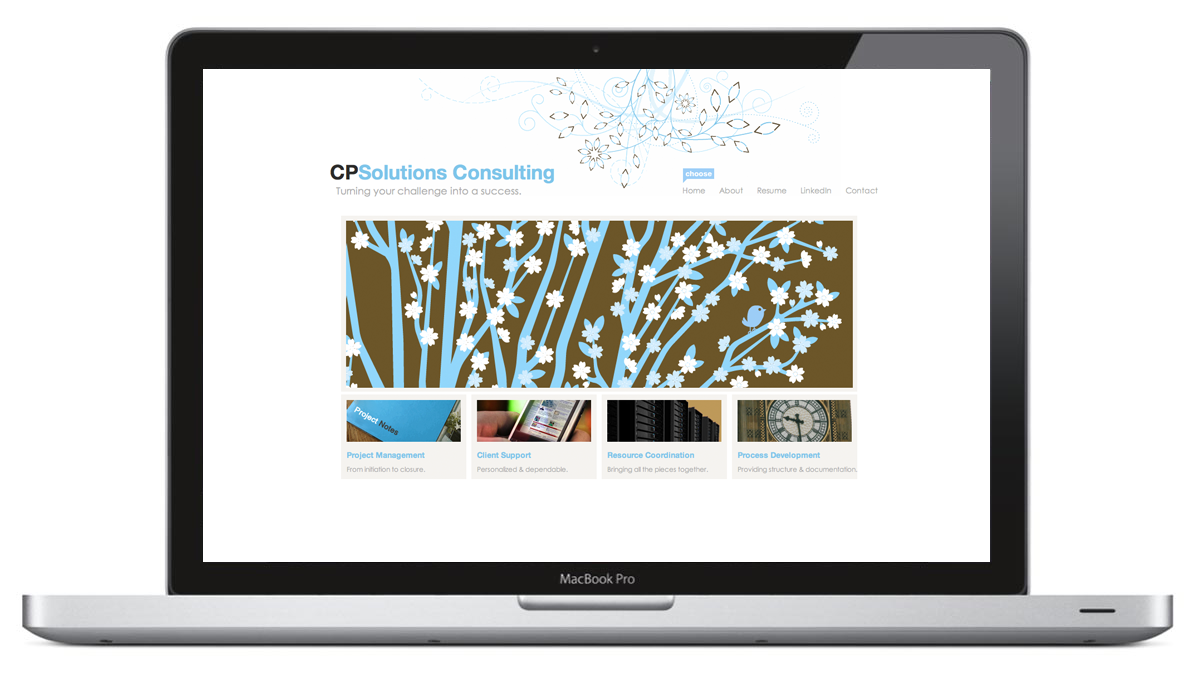 CPSolutions Consulting
Turning your challenge into a success.
choose
Home About Resume LinkedIn Contact
Project Notes
Project Management
From initiation to closure.
Client Support
Personalized & dependable.
Resource Coordination
Bringing all the pieces together.
Process Development
Providing structure & documentation.
MacBook Pro